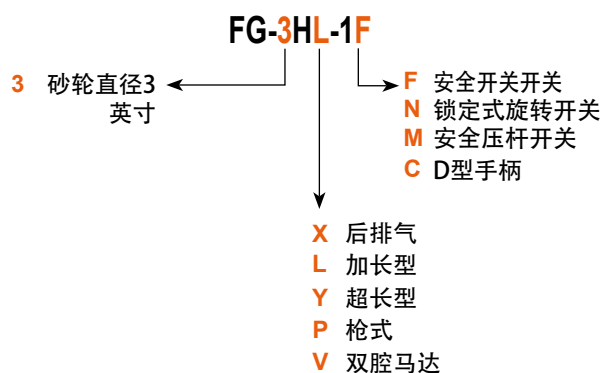 FG-3HL-1F
3 砂轮直径3
英寸
F 安全开关开关
N 锁定式旋转开关
M 安全压杆开关
C D型手柄
X 后排气
L 加长型
Y 超长型
P 枪式
V 双腔马达